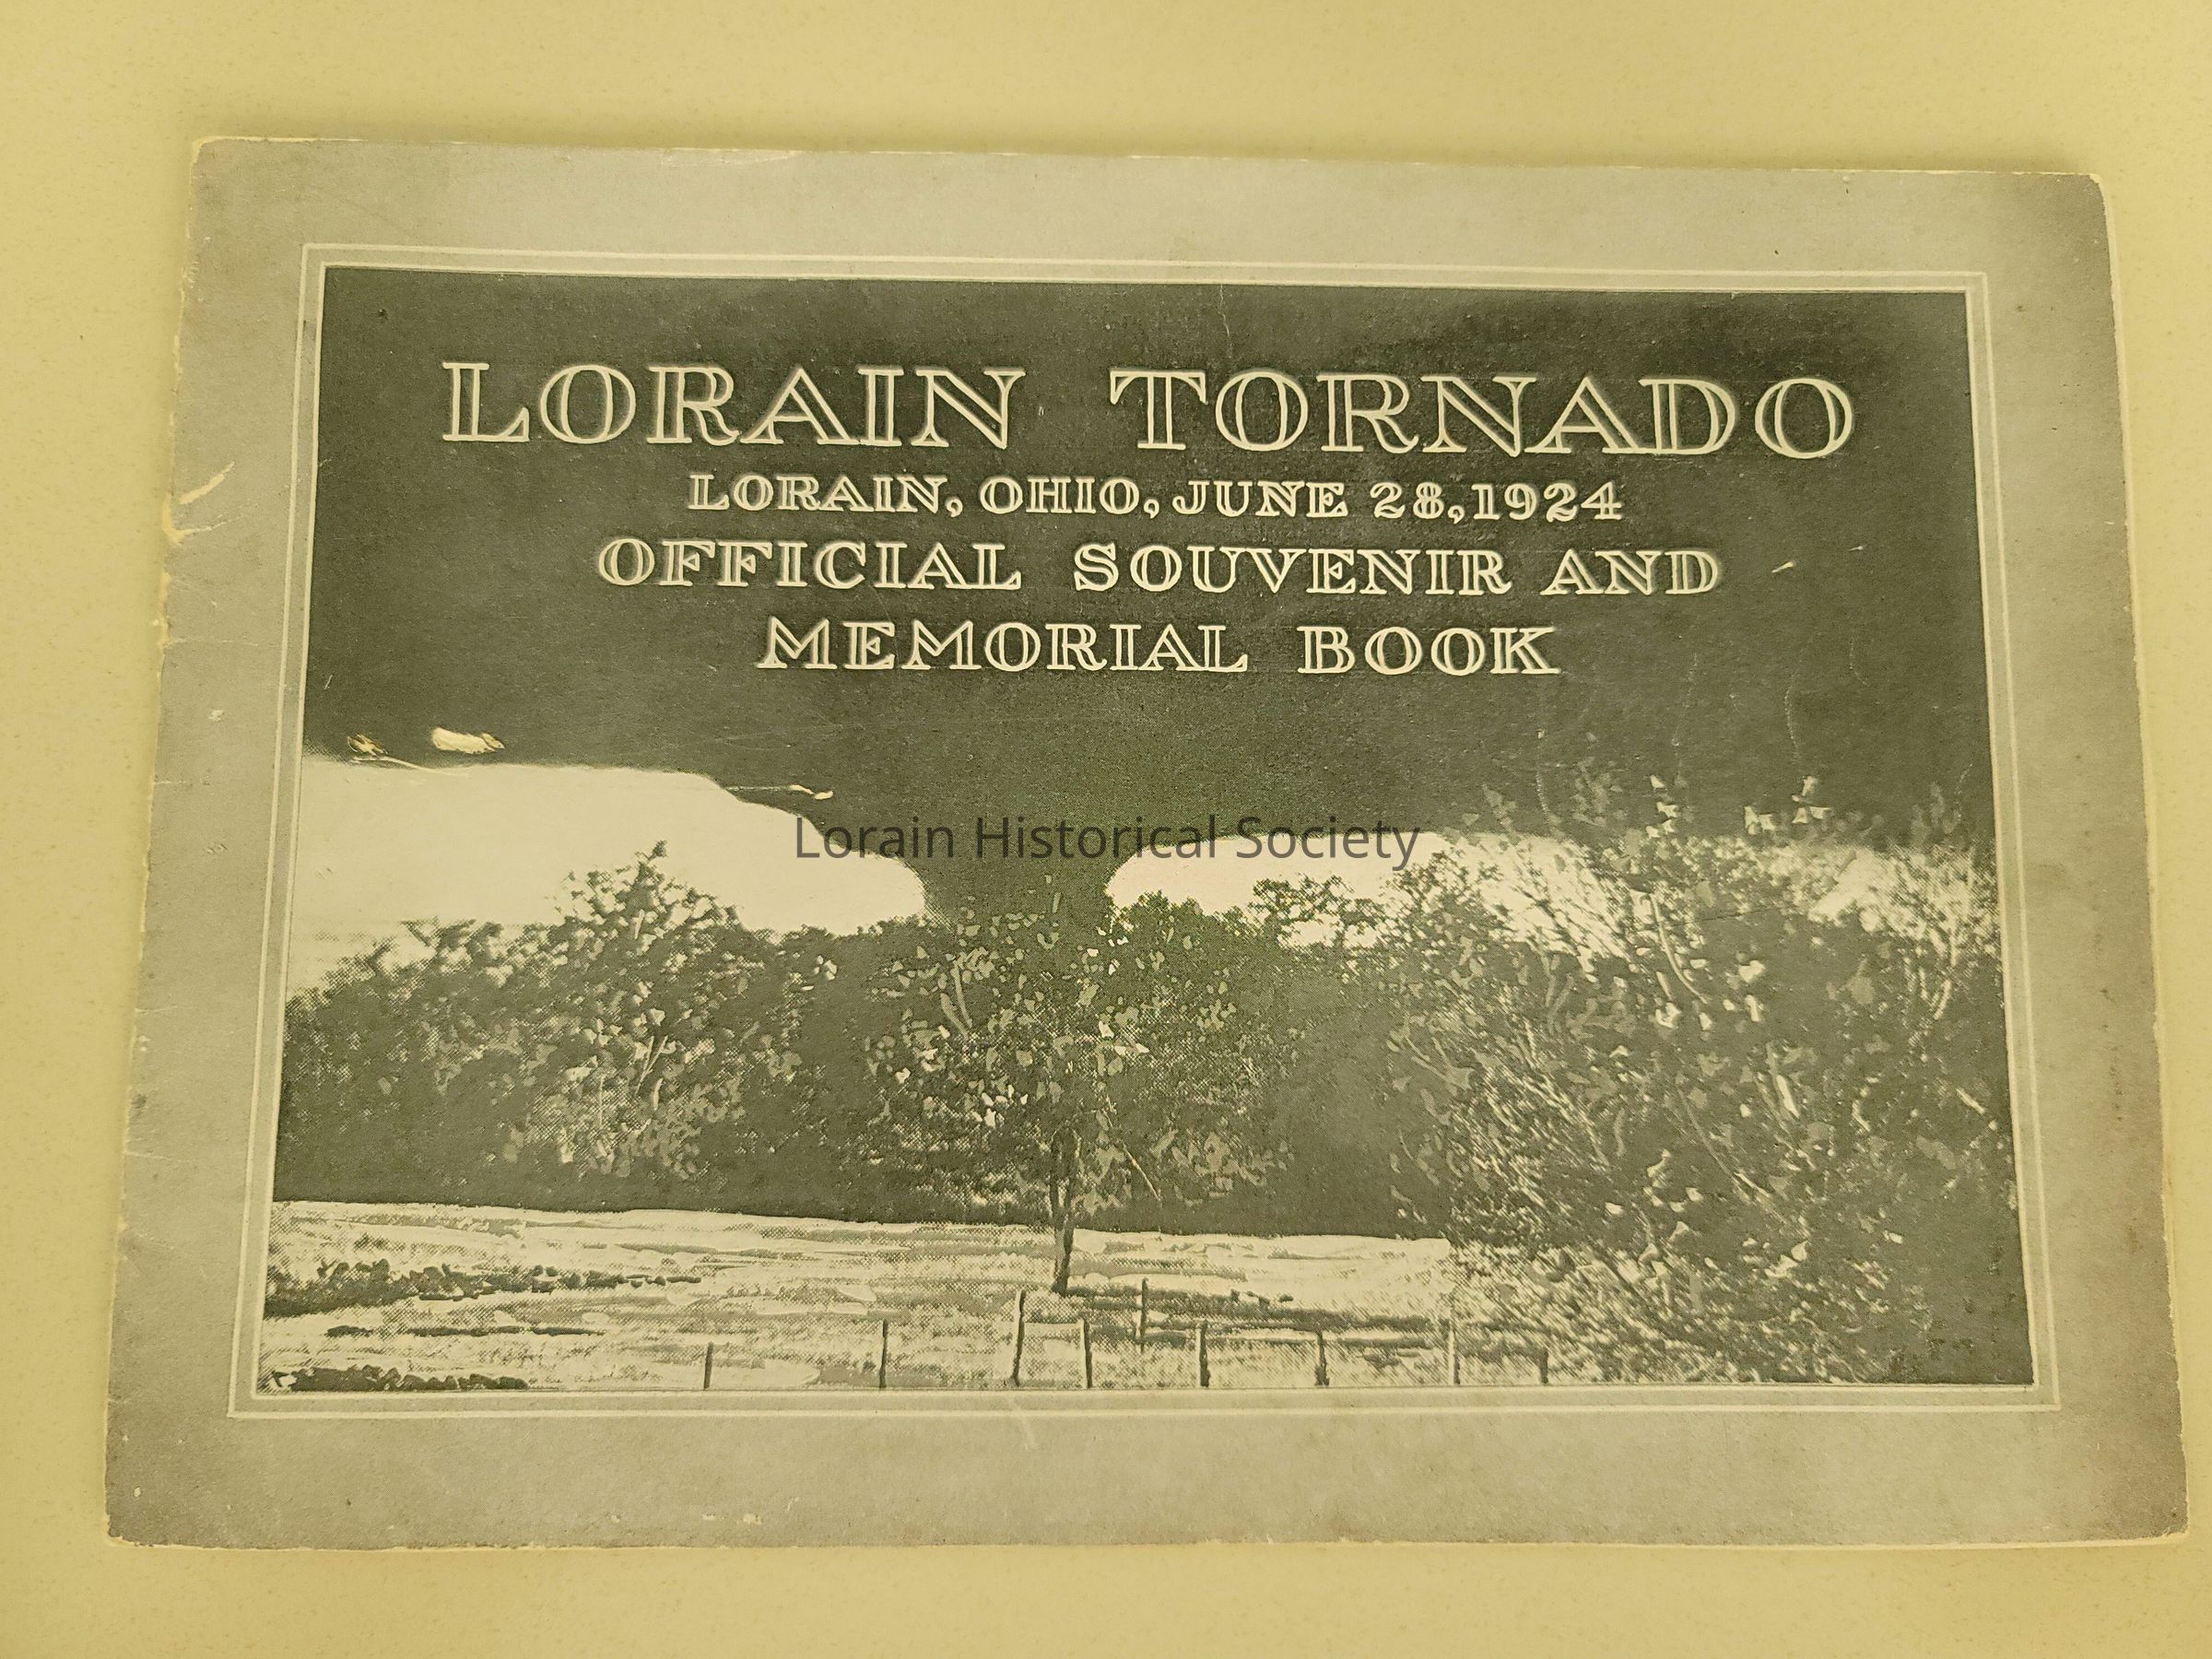 LORAIN TORNADO
LORAIN, OHIO, JUNE 28, 1924
OFFICIAL SOUVENIR AND
MEMORIAL BOOK
Lorain Historical Society